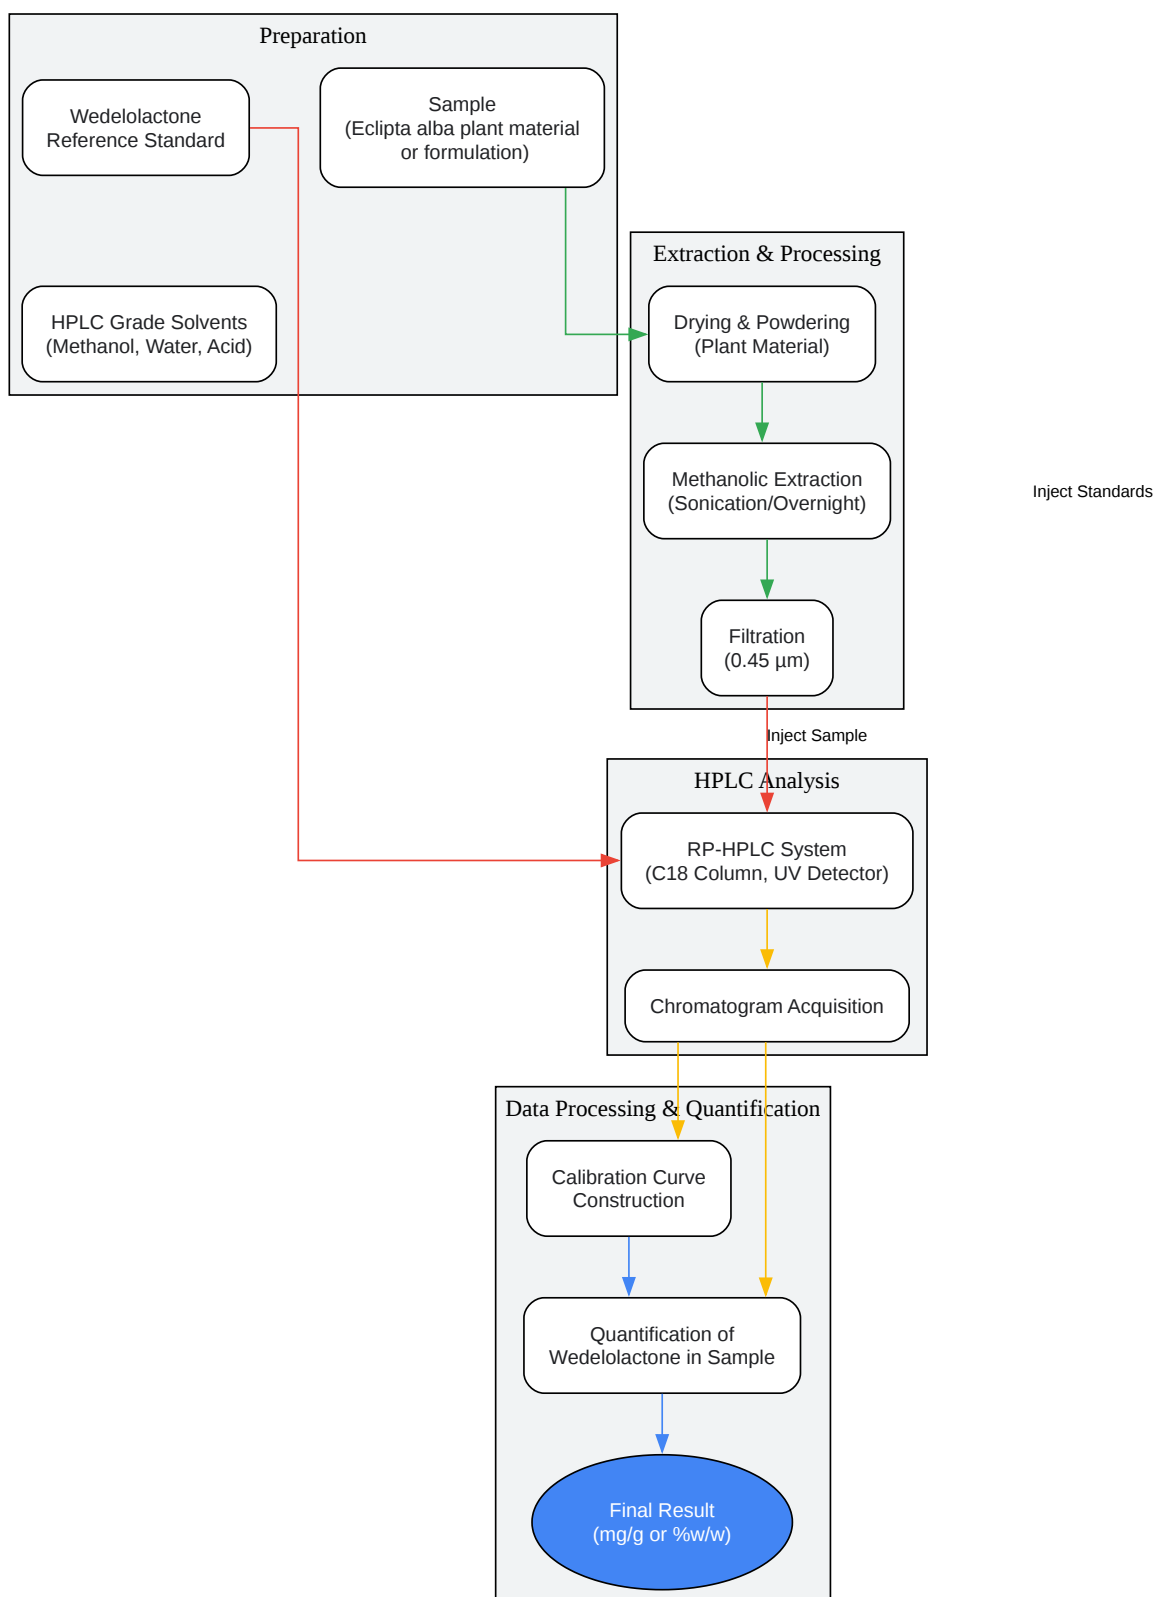 Preparation
Wedelolactone
Reference Standard
Sample
(Eclipta alba plant material
or formulation)
HPLC Grade Solvents
(Methanol, Water, Acid)
Extraction & Processing
Drying & Powdering
(Plant Material)
Methanolic Extraction
(Sonication/Overnight)
Inject Standards
Filtration
(0.45 µm)
Inject Sample
HPLC Analysis
RP-HPLC System
(C18 Column, UV Detector)
Chromatogram Acquisition
Data Processing & Quantification
Calibration Curve
Construction
Quantification of
Wedelolactone in Sample
Final Result
(mg/g or %w/w)